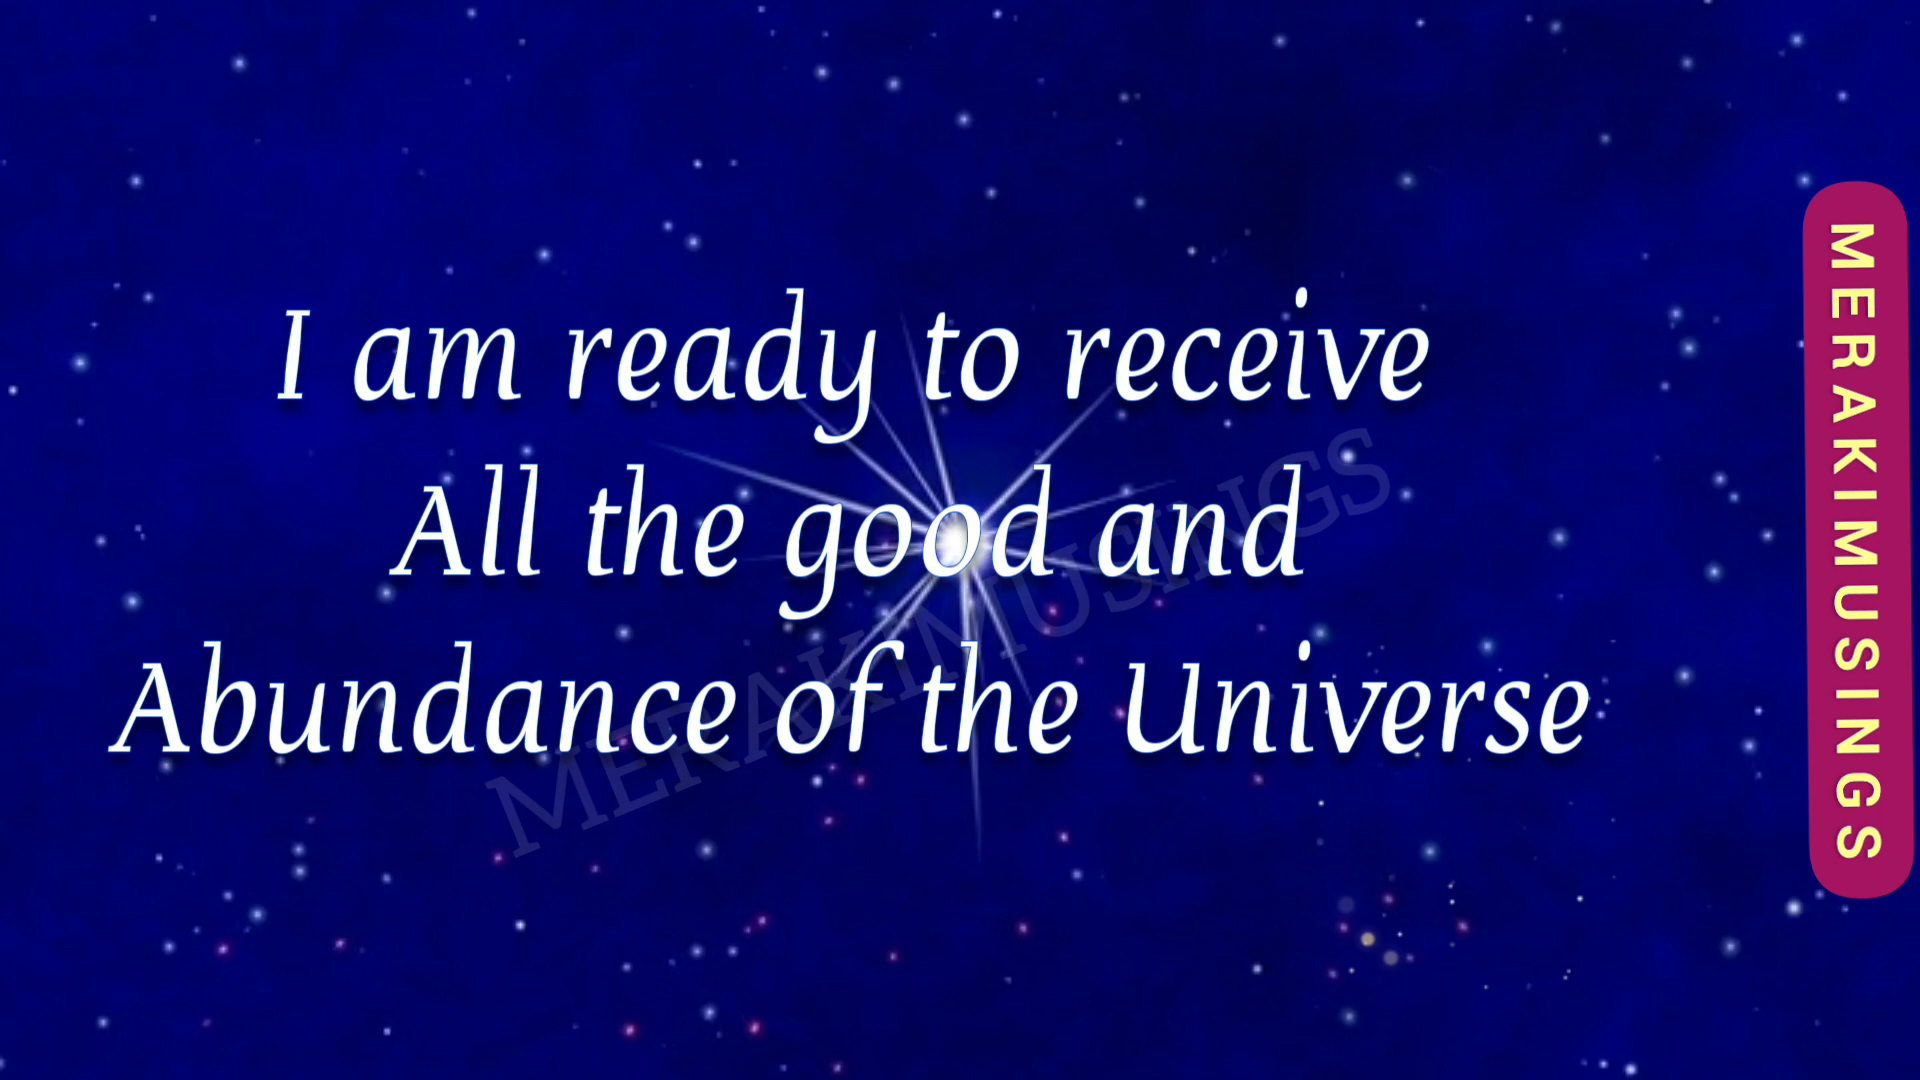 I am ready to receive
All the good and
Abundance of the Universe
MERAKIMUSINGS
MERAKIMUSINGS